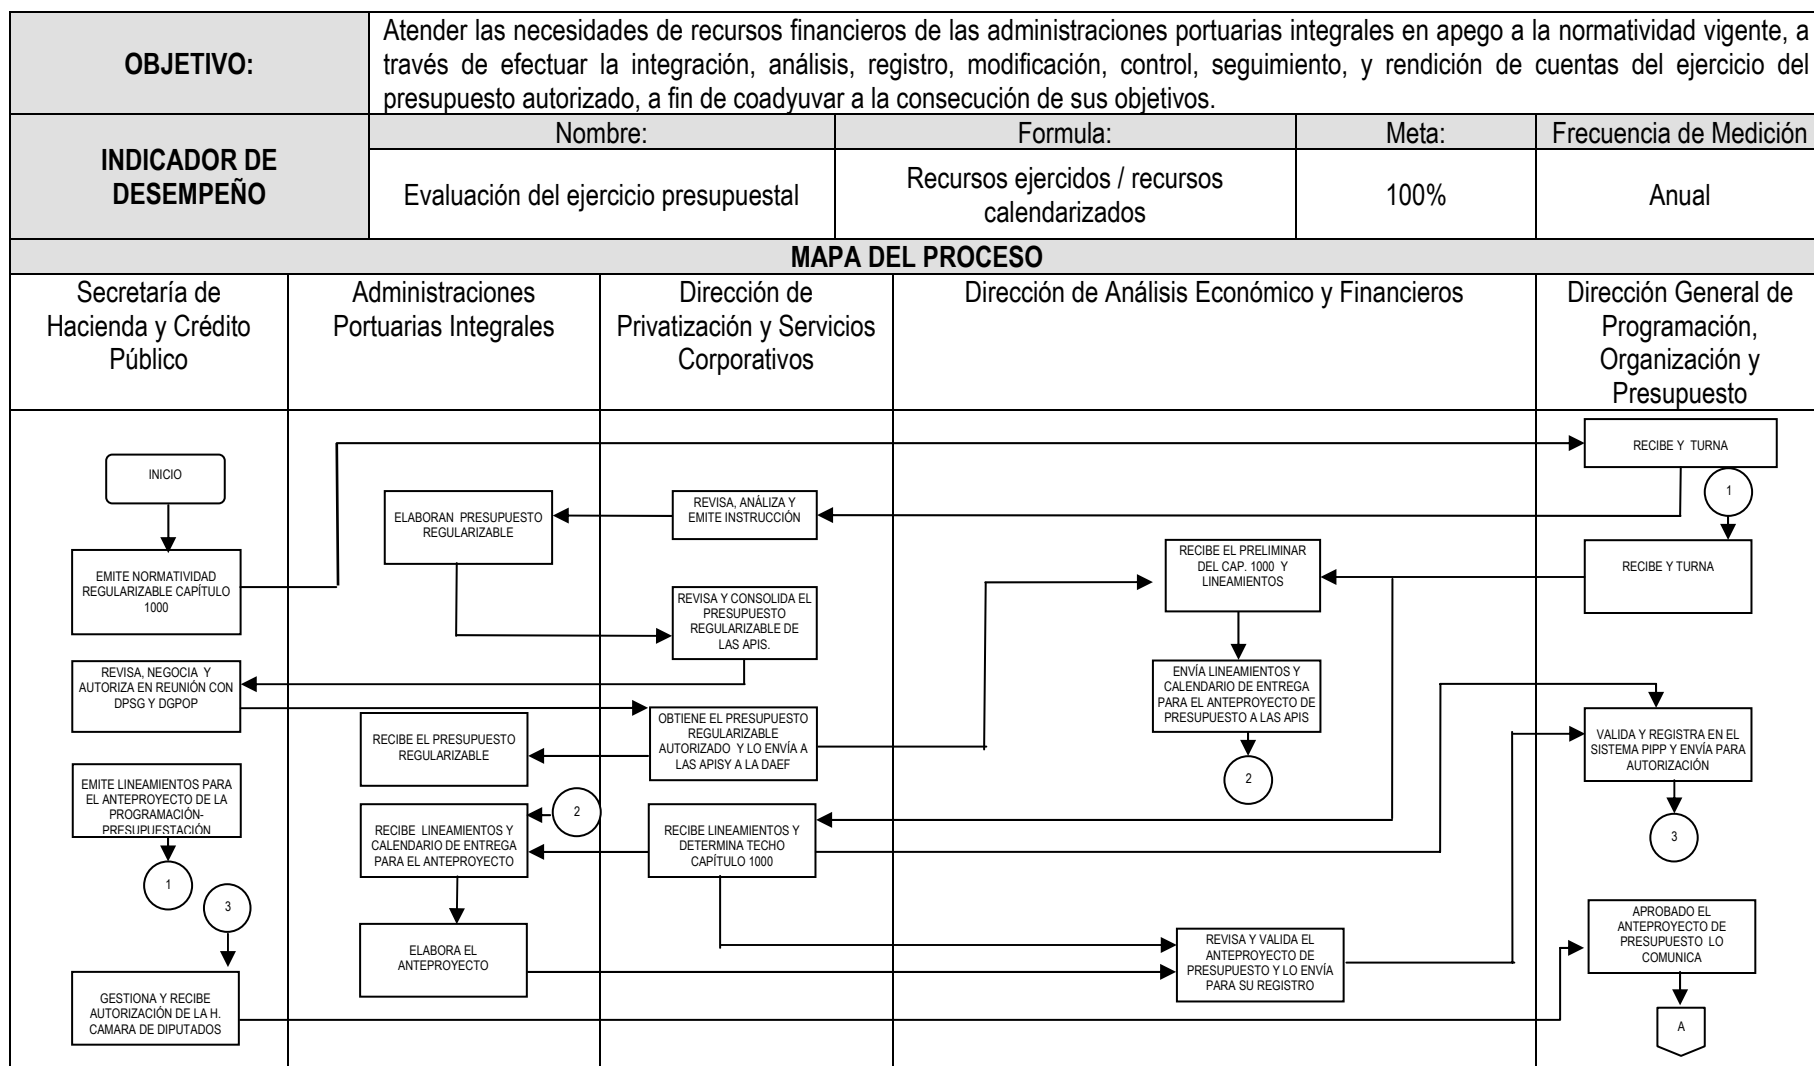 OBJETIVO:
Atender las necesidades de recursos financieros de las administraciones portuarias integrales en apego a la normatividad vigente, a
través de efectuar la integración, análisis, registro, modificación, control, seguimiento, y rendición de cuentas del ejercicio del
presupuesto autorizado, a fin de coadyuvar a la consecución de sus objetivos.
INDICADOR DE
DESEMPEÑO
Nombre:
Formula:
Meta:
Frecuencia de Medición
Evaluación del ejercicio presupuestal
Recursos ejercidos / recursos
calendarizados
100%
Anual
MAPA DEL PROCESO
Secretaría de
Hacienda y Crédito
Público
Administraciones
Portuarias Integrales
Dirección de
Privatización y Servicios
Corporativos
Dirección de Análisis Económico y Financieros
Dirección General de
Programación,
Organización y
Presupuesto
INICIO
EMITE NORMATIVIDAD
REGULARIZABLE CAPÍTULO
1000
RECIBE Y TURNA
REVISA, ANÁLIZA Y
EMITE INSTRUCCIÓN
ELABORAN PRESUPUESTO
REGULARIZABLE
REVISA Y CONSOLIDA EL
PRESUPUESTO
REGULARIZABLE DE
LAS APIS.
REVISA, NEGOCIA Y
AUTORIZA EN REUNIÓN CON
DPSG Y DGPOP
OBTIENE EL PRESUPUESTO
REGULARIZABLE
AUTORIZADO Y LO ENVÍA A
LAS APISY A LA DAEF
RECIBE EL PRESUPUESTO
REGULARIZABLE
EMITE LINEAMIENTOS PARA
EL ANTEPROYECTO DE LA
PROGRAMACIÓN-
PRESUPUESTACIÓN
1
1
RECIBE Y TURNA
RECIBE EL PRELIMINAR
DEL CAP. 1000 Y
LINEAMIENTOS
ENVÍA LINEAMIENTOS Y
CALENDARIO DE ENTREGA
PARA EL ANTEPROYECTO DE
PRESUPUESTO A LAS APIS
2
2
RECIBE LINEAMIENTOS Y
CALENDARIO DE ENTREGA
PARA EL ANTEPROYECTO
RECIBE LINEAMIENTOS Y
DETERMINA TECHO
CAPÍTULO 1000
ELABORA EL
ANTEPROYECTO
REVISA Y VALIDA EL
ANTEPROYECTO DE
PRESUPUESTO Y LO ENVÍA
PARA SU REGISTRO
VALIDA Y REGISTRA EN EL
SISTEMA PIPP Y ENVÍA PARA
AUTORIZACIÓN
3
3
GESTIONA Y RECIBE
AUTORIZACIÓN DE LA H.
CAMARA DE DIPUTADOS
APROBADO EL
ANTEPROYECTO DE
PRESUPUESTO LO
COMUNICA
A